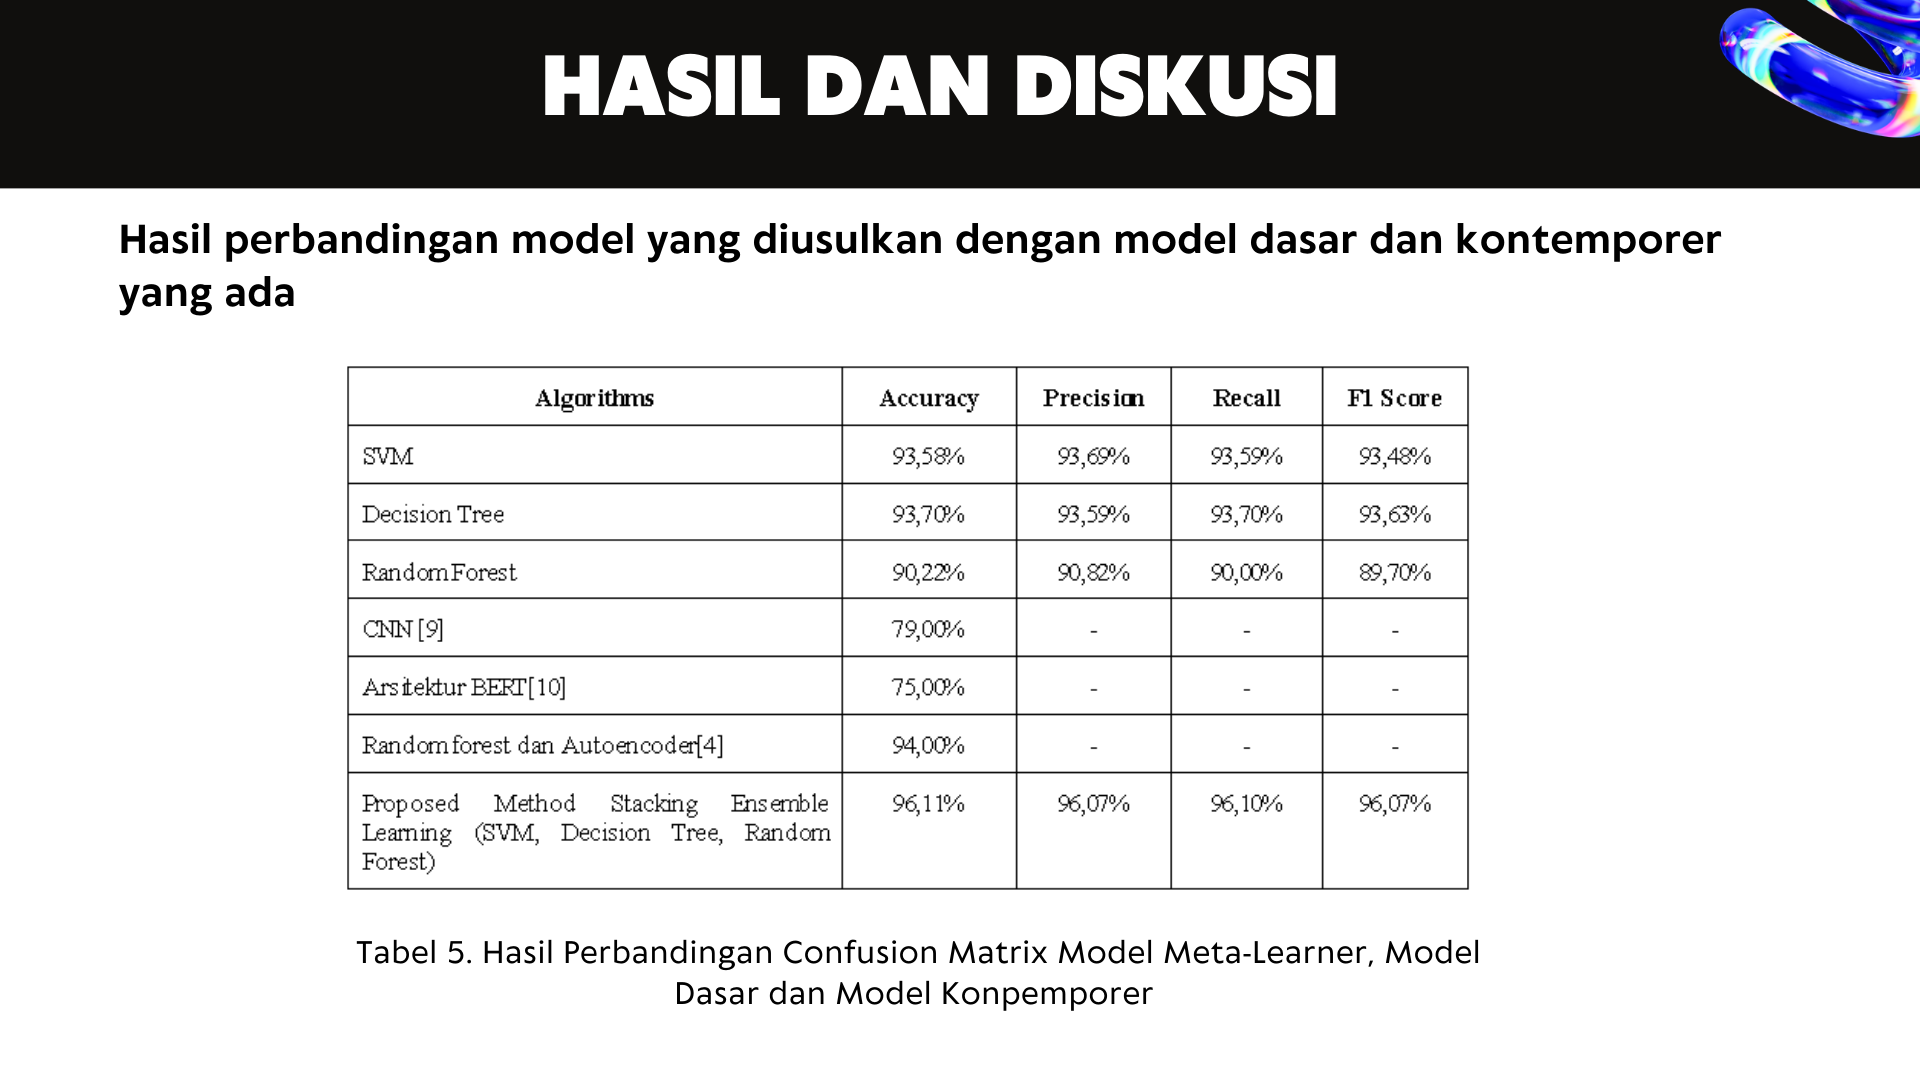 HASIL DAN DISKUSI
Hasil perbandingan model yang diusulkan dengan model dasar dan kontemporer
yang ada
Algorithms Accuracy Precision Recall F1 Score
SVM 93,58% 93,69% 93,59% 93,48%
Decision Tree 93,70% 93,59% 93,70% 93,63%
Random Forest 90,22% 90,82% 90,00% 89,70%
CNN [9] 79,00% - - -
Arsitektur BERT[10] 75,00% - - -
Random forest dan Autoencoder[4] 94,00% - - -
Proposed Method Stacking Ensemble 96,11% 96,07% 96,10% 96,07%
Learning (SVM, Decision Tree, Random
Forest)
Tabel 5. Hasil Perbandingan Confusion Matrix Model Meta-Learner, Model
Dasar dan Model Konpemporer